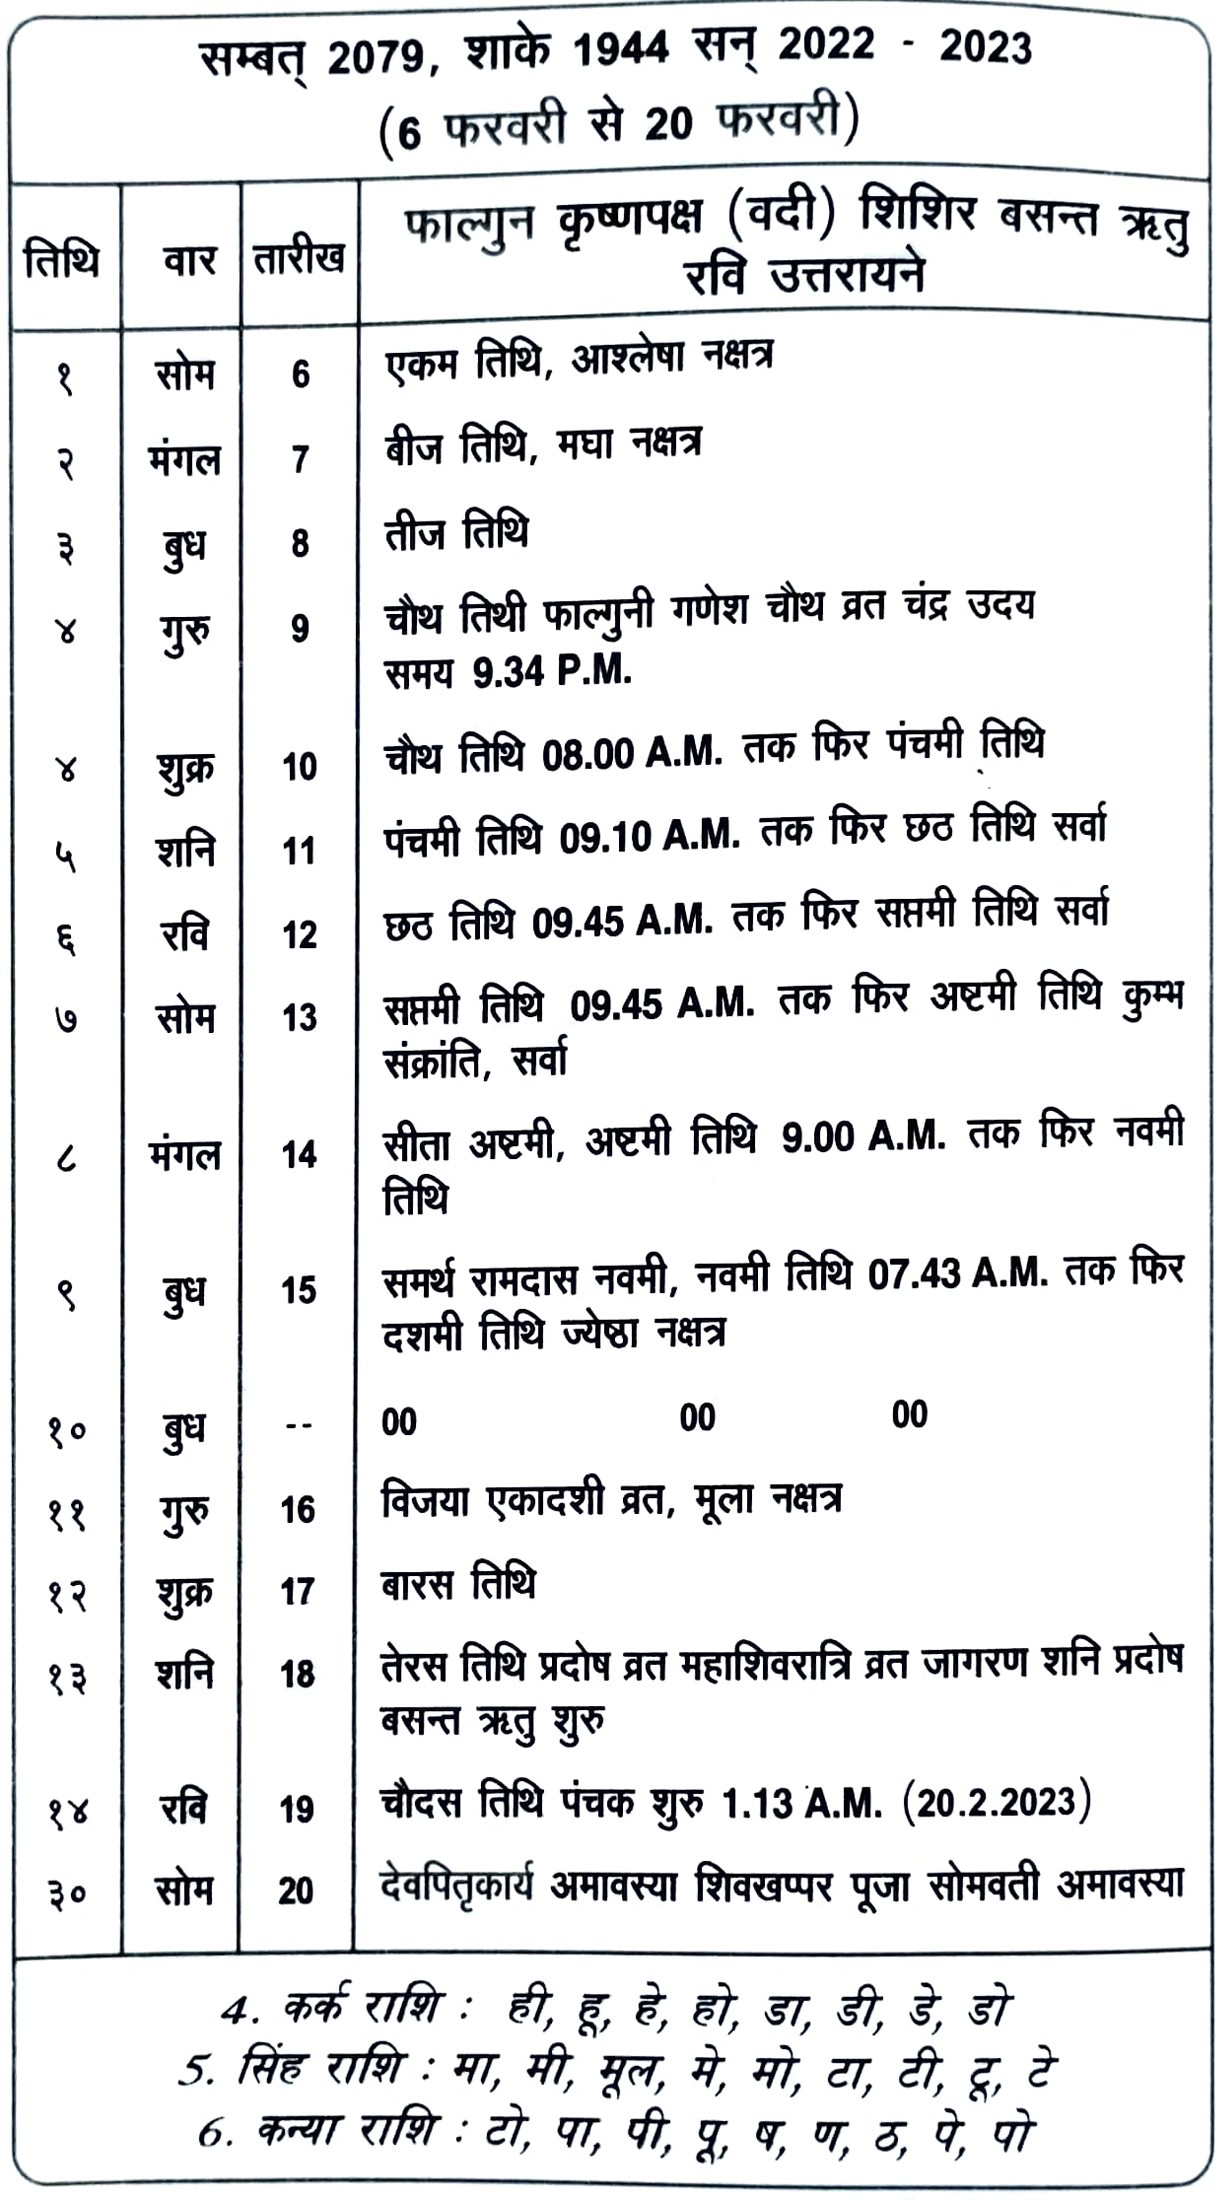 सम्बत् 2079, शाके 1944 सन् 2022 - 2023
(6 फरवरी से 20 फरवरी)
तिथि वार तारीख फाल्गुन कृष्णपक्ष (वदी) शिशिर बसन्त ऋतु
रवि उत्तरायने
१ सोम 6 एकम तिथि, आश्लेषा नक्षत्र
२ मंगल 7 बीज तिथि, मघा नक्षत्र
३ बुध 8 तीज तिथि
४ गुरु 9 चौथ तिथी फाल्गुनी गणेश चौथ व्रत चंद्र उदय
समय 9.34 P.M.
४ शुक्र 10 चौथ तिथि 08.00 A.M. तक फिर पंचमी तिथि
५ शनि 11 पंचमी तिथि 09.10 A.M. तक फिर छठ तिथि सर्वा
६ रवि 12 छठ तिथि 09.45 A.M. तक फिर सप्तमी तिथि सर्वा
७ सोम 13 सप्तमी तिथि 09.45 A.M. तक फिर अष्टमी तिथि कुम्भ
संक्रांति, सर्वा
८ मंगल 14 सीता अष्टमी, अष्टमी तिथि 9.00 A.M. तक फिर नवमी
तिथि
९ बुध 15 समर्थ रामदास नवमी, नवमी तिथि 07.43 A.M. तक फिर
दशमी तिथि ज्येष्ठा नक्षत्र
१० बुध -- 00 00 00
११ गुरु 16 विजया एकादशी व्रत, मूला नक्षत्र
१२ शुक्र 17 बारस तिथि
१३ शनि 18 तेरस तिथि प्रदोष व्रत महाशिवरात्रि व्रत जागरण शनि प्रदोष
बसन्त ऋतु शुरु
१४ रवि 19 चौदस तिथि पंचक शुरु 1.13 A.M. (20.2.2023)
३० सोम 20 देवपितृकार्य अमावस्या शिवखप्पर पूजा सोमवती अमावस्या
4. कर्क राशि : ही, हू, हे, हो, डा, डी, डे, डो
5. सिंह राशि : मा, मी, मूल, मे, मो, टा, टी, टू, टे
6. कन्या राशि : टो, पा, पी, पू, ष, ण, ठ, पे, पो